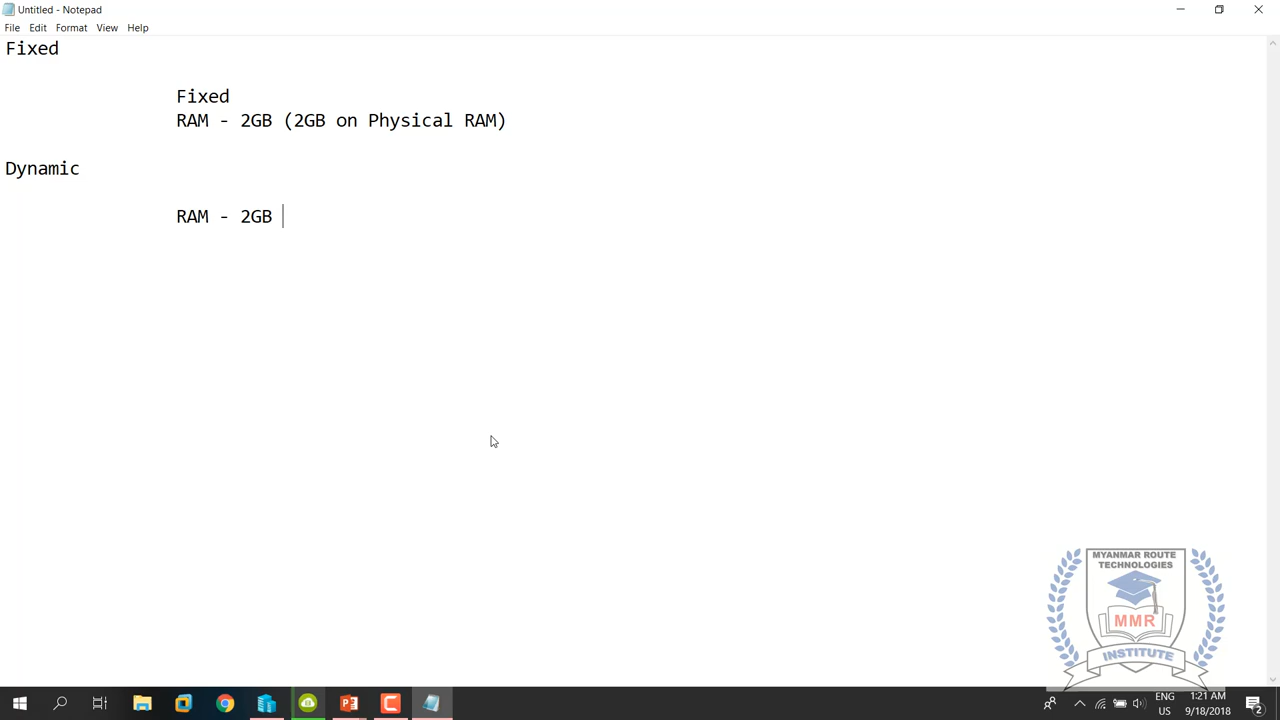 Untitled - Notepad
File Edit Format View Help
Fixed
Fixed
RAM - 2GB (2GB on Physical RAM)
Dynamic
RAM - 2GB
MYANMAR ROUTE
TECHNOLOGIES
MMR
INSTITUTE
ENG 1:21 AM
US 9/18/2018 2